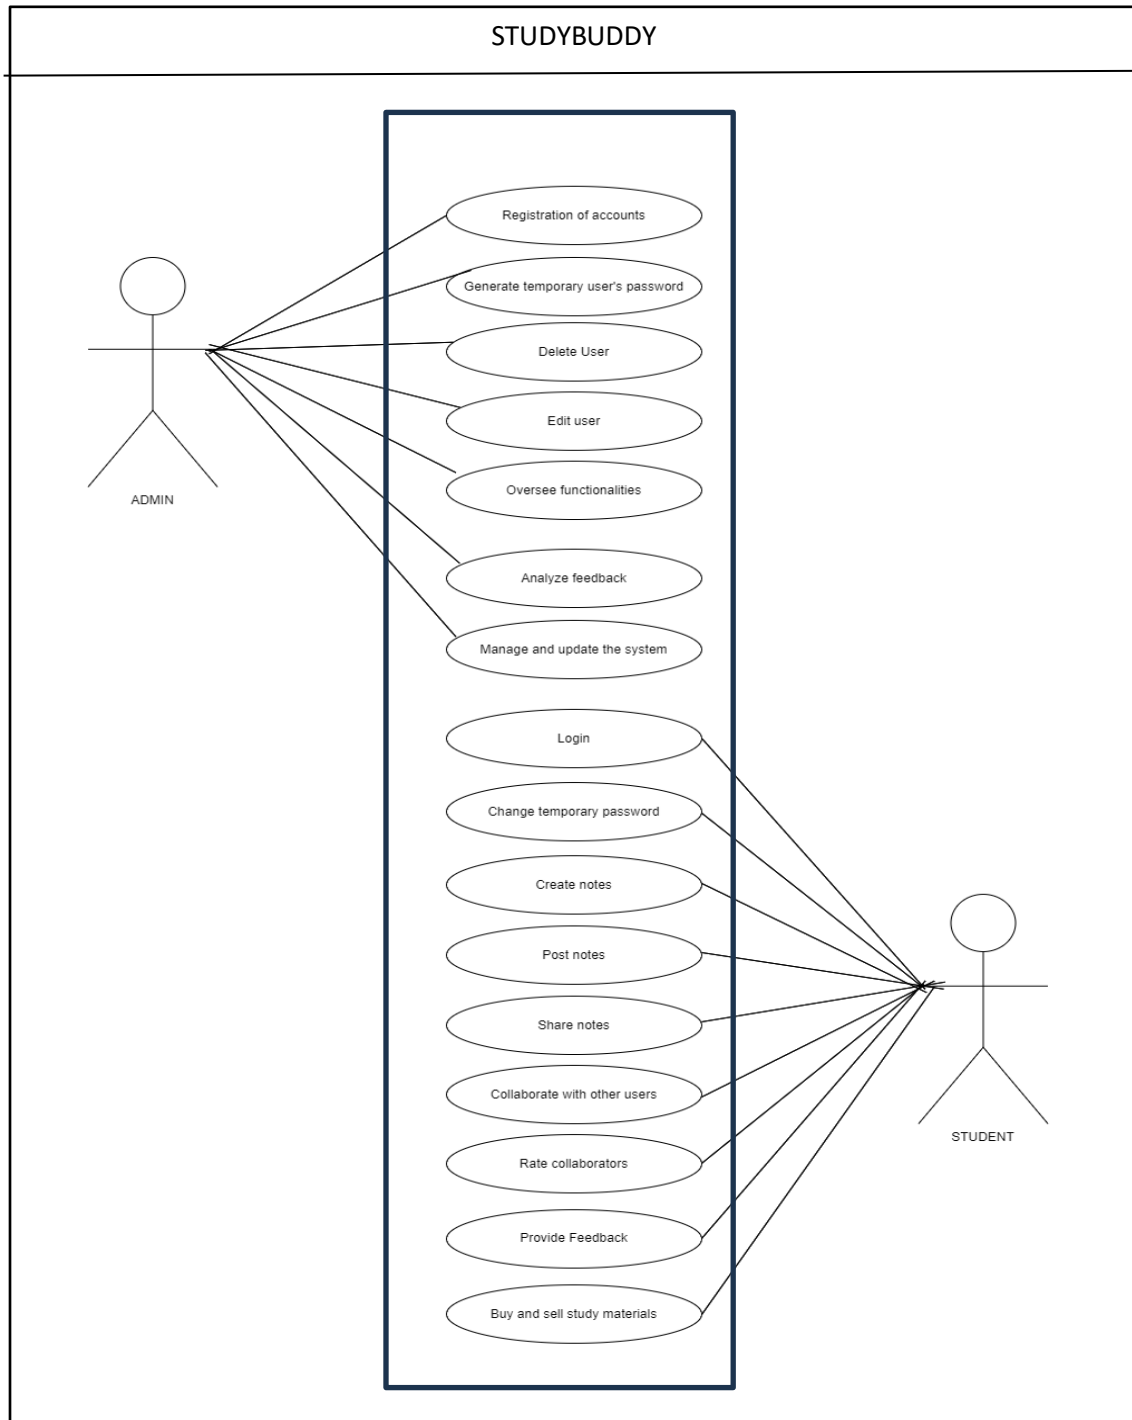 STUDYBUDDY
Registration of accounts
Generate temporary user's password
Delete User
Edit user
Oversee functionalities
ADMIN
Analyze feedback
Manage and update the system
Login
Change temporary password
Create notes
Post notes
Share notes
Collaborate with other users
STUDENT
Rate collaborators
Provide Feedback
Buy and sell study materials